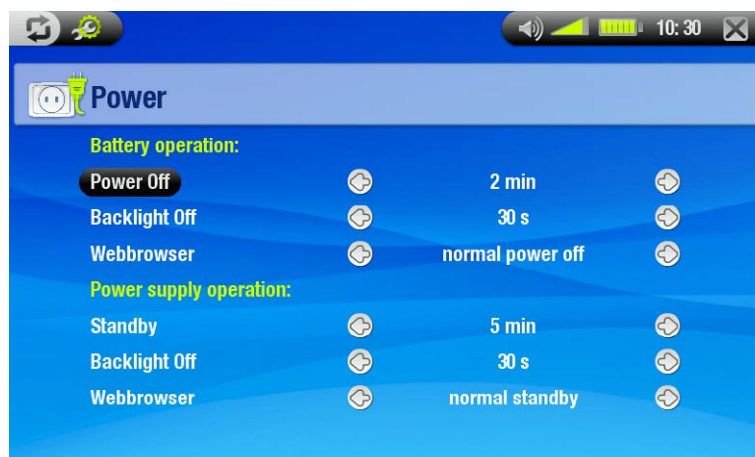 10:30
Power
Battery operation:
Power Off 2 min
Backlight Off 30 s
Webbrowser normal power off
Power supply operation:
Standby 5 min
Backlight Off 30 s
Webbrowser normal standby